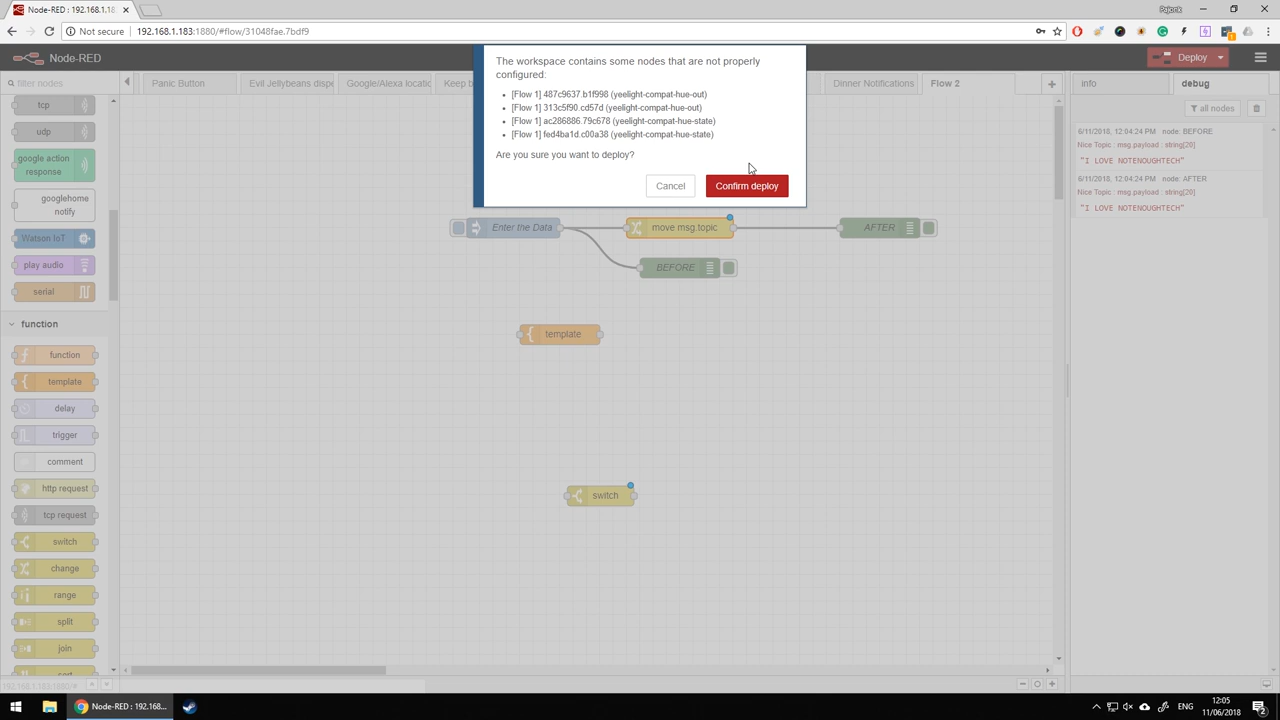 Node-RED : 192.168.1.18
Pajonk
Not secure
192.168.1.183:1880/#flow/31048fae.7bdf9
Node-RED
Deploy
filter nodes
Panic Button
Evil Jellybeans dispe
Google/Alexa locatio
Keep b
Dinner Notifications
Flow 2
info
debug
The workspace contains some nodes that are not properly
configured:
[Flow 1] 487c9637.b1f998 (yeelight-compat-hue-out)
[Flow 1] 313c5f90.cd57d (yeelight-compat-hue-out)
[Flow 1] ac286886.79c678 (yeelight-compat-hue-state)
[Flow 1] fed4ba1d.c00a38 (yeelight-compat-hue-state)
Are you sure you want to deploy?
Cancel
Confirm deploy
all nodes
6/11/2018, 12:04:24 PM node: BEFORE
Nice Topic : msg.payload : string[20]
"I LOVE NOTENOUGHTECH"
6/11/2018, 12:04:24 PM node: AFTER
Nice Topic : msg.payload : string[20]
"I LOVE NOTENOUGHTECH"
tcp
udp
google action
response
googlehome
notify
Watson IoT
play audio
serial
function
function
template
delay
trigger
comment
http request
tcp request
switch
change
range
split
join
sort
Enter the Data
move msg.topic
AFTER
BEFORE
template
switch
192.168.1.183:1880/#
Node-RED : 192.168...
ENG
12:05
11/06/2018
2